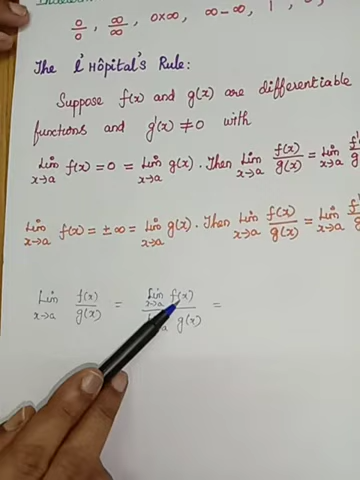 0/0, ∞/∞, 0×∞, ∞−∞, 1
The l'Hôpital's Rule:
Suppose f(x) and g(x) are differentiable
functions and g'(x) ≠ 0 with
Lim x→a f(x) = 0 = Lim x→a g(x). Then Lim x→a f(x)/g(x) = Lim x→a
Lim x→a f(x) = ±∞ = Lim x→a g(x). Then Lim x→a f(x)/g(x) = Lim x→a
Lim x→a f(x)/g(x) = Lim x→a f(x) / g(x) =